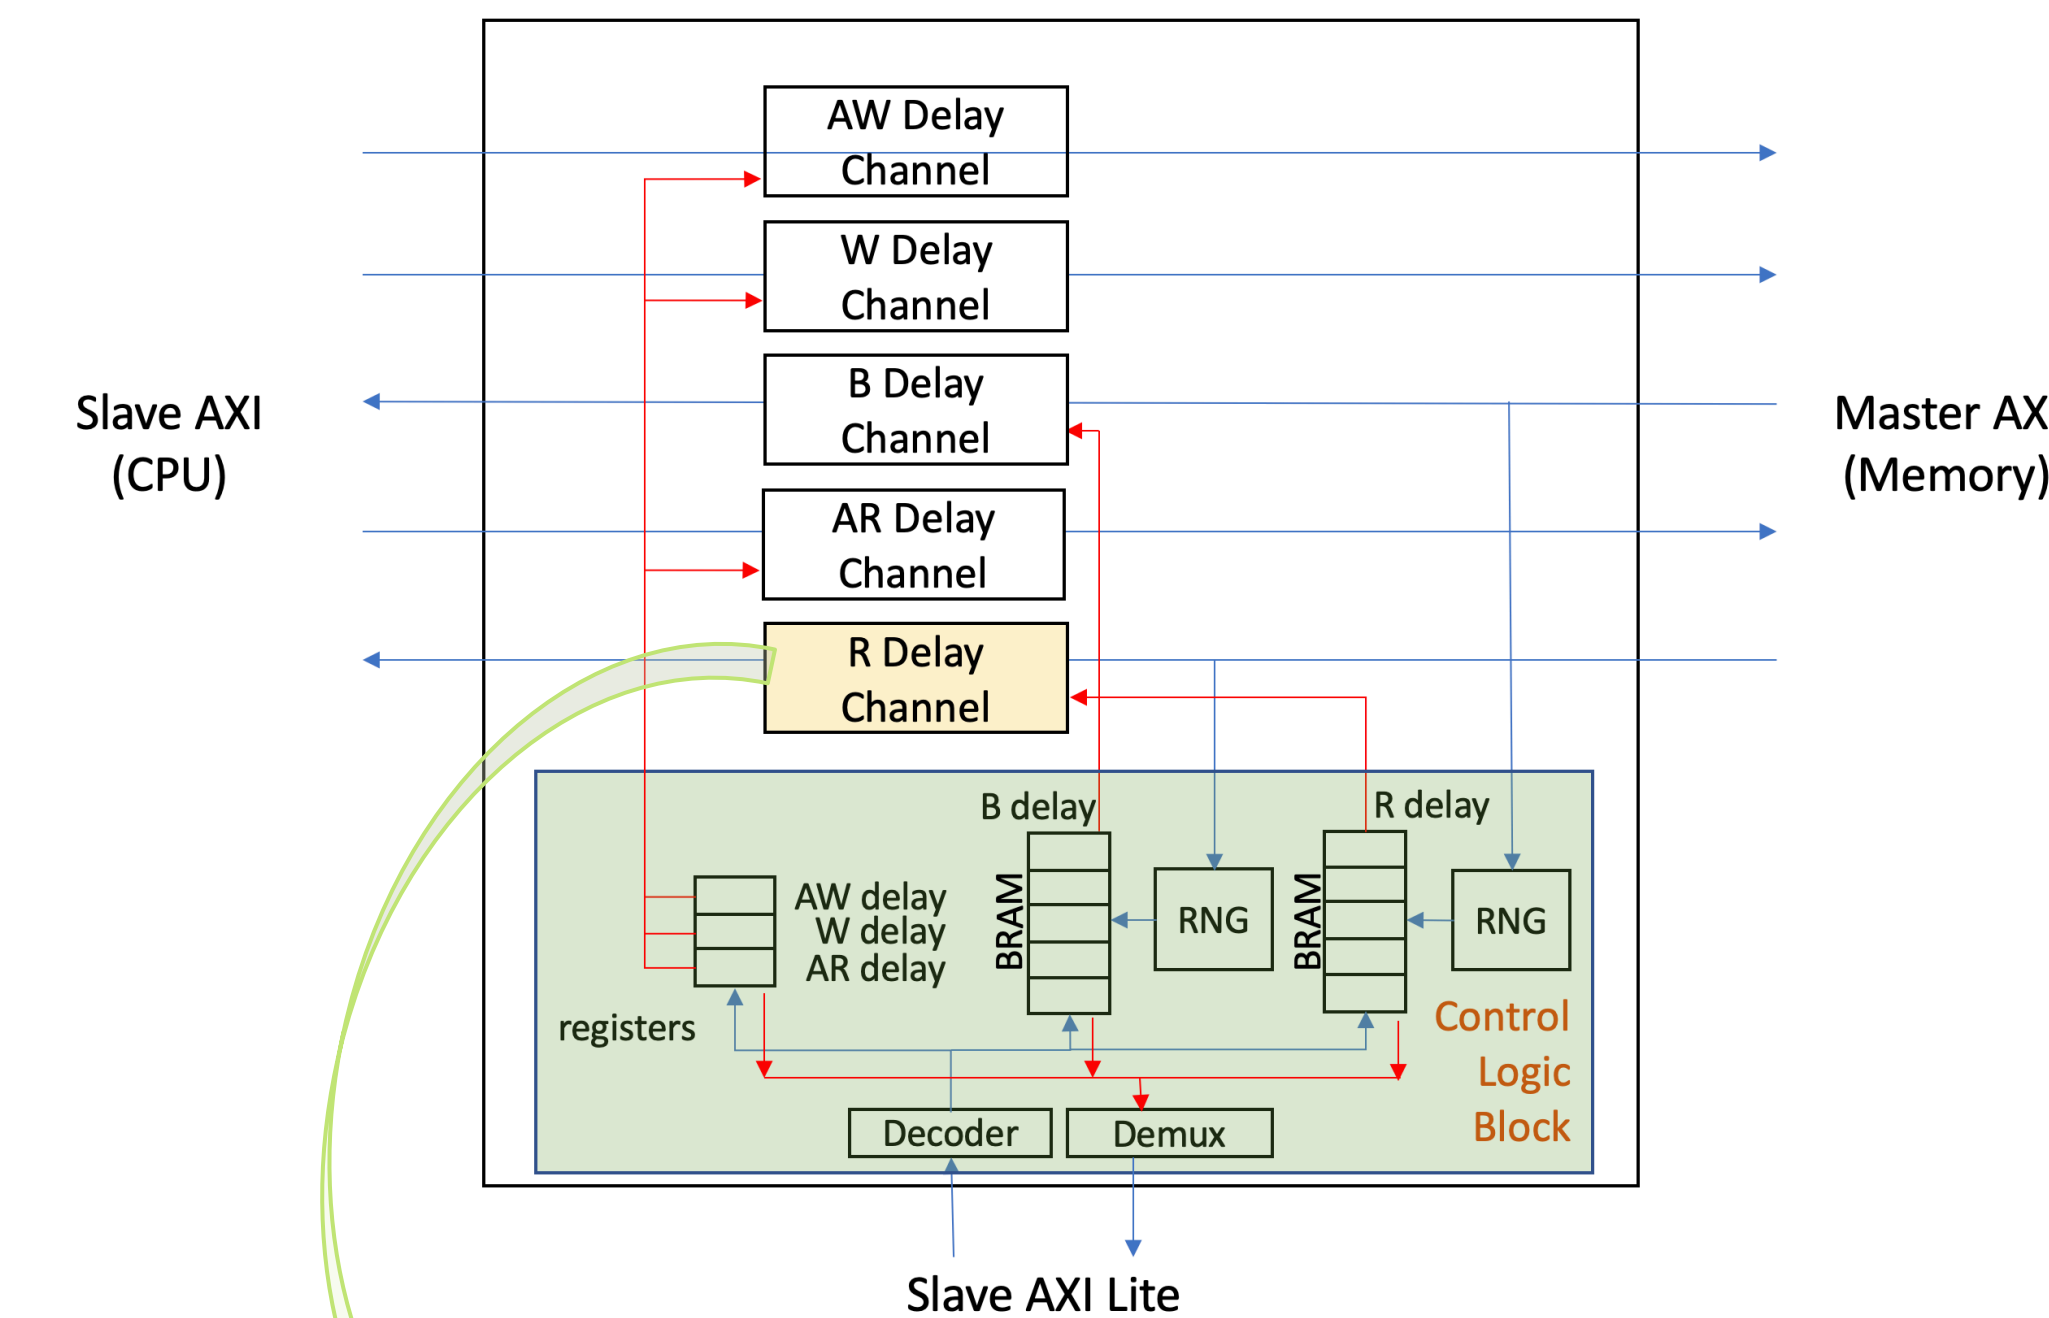 AW Delay
Channel
W Delay
Channel
B Delay
Channel
Slave AXI
(CPU)
Master AX
(Memory)
AR Delay
Channel
R Delay
Channel
B delay
R delay
AW delay
W delay
AR delay
registers
BRAM
RNG
BRAM
RNG
Control
Logic
Block
Decoder
Demux
Slave AXI Lite